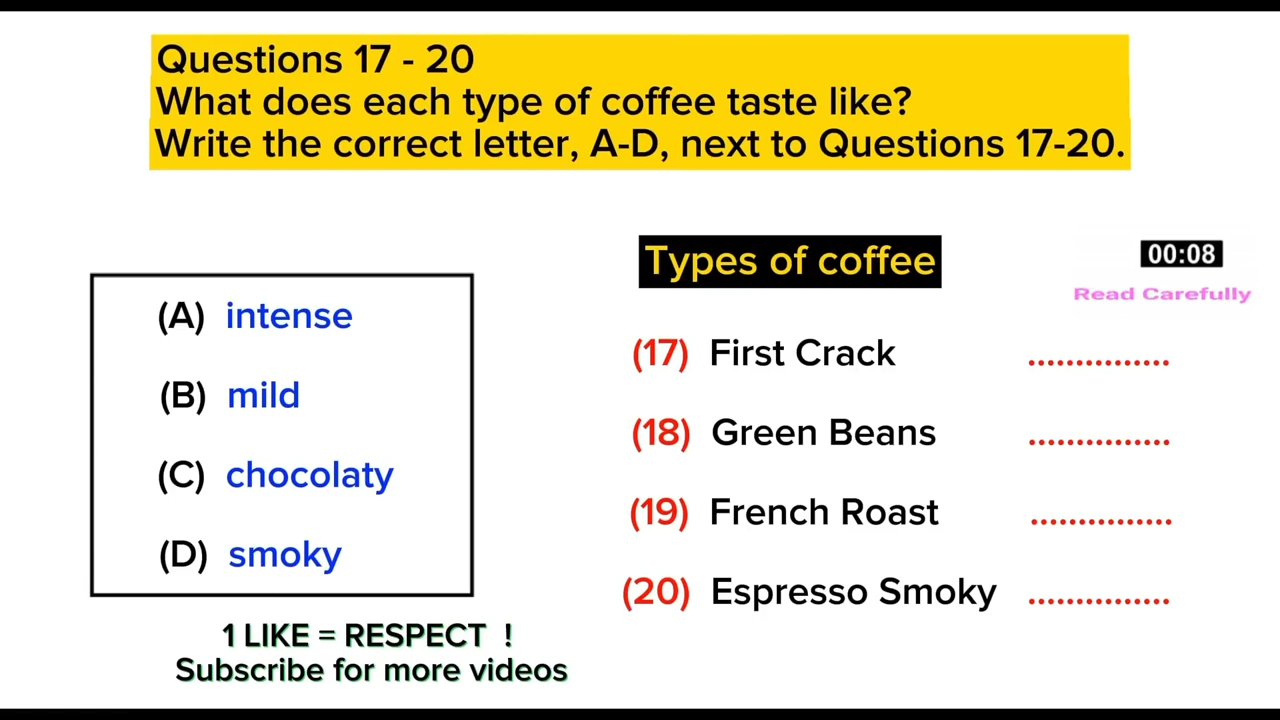 Questions 17 - 20
What does each type of coffee taste like?
Write the correct letter, A-D, next to Questions 17-20.
Types of coffee
00:08
Read Carefully
(A) intense
(B) mild
(C) chocolaty
(D) smoky
(17) First Crack ...............
(18) Green Beans ...............
(19) French Roast ...............
(20) Espresso Smoky ...............
1 LIKE = RESPECT !
Subscribe for more videos